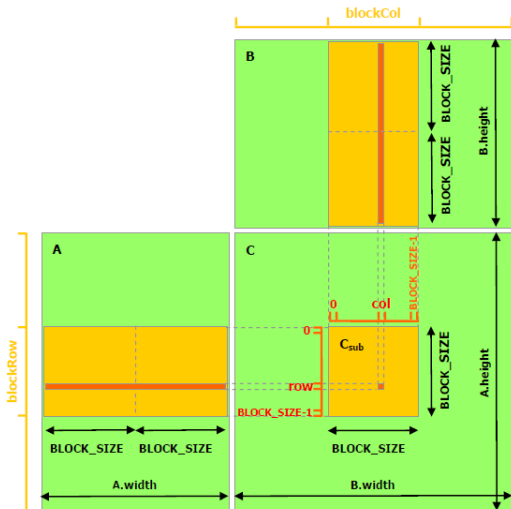 blockCol
B
BLOCK_SIZE
BLOCK_SIZE
B.height
A
C
BLOCK_SIZE-1
0
col
blockRow
0
Csub
BLOCK_SIZE
A.height
row
BLOCK_SIZE-1
BLOCK_SIZE
BLOCK_SIZE
BLOCK_SIZE
A.width
B.width